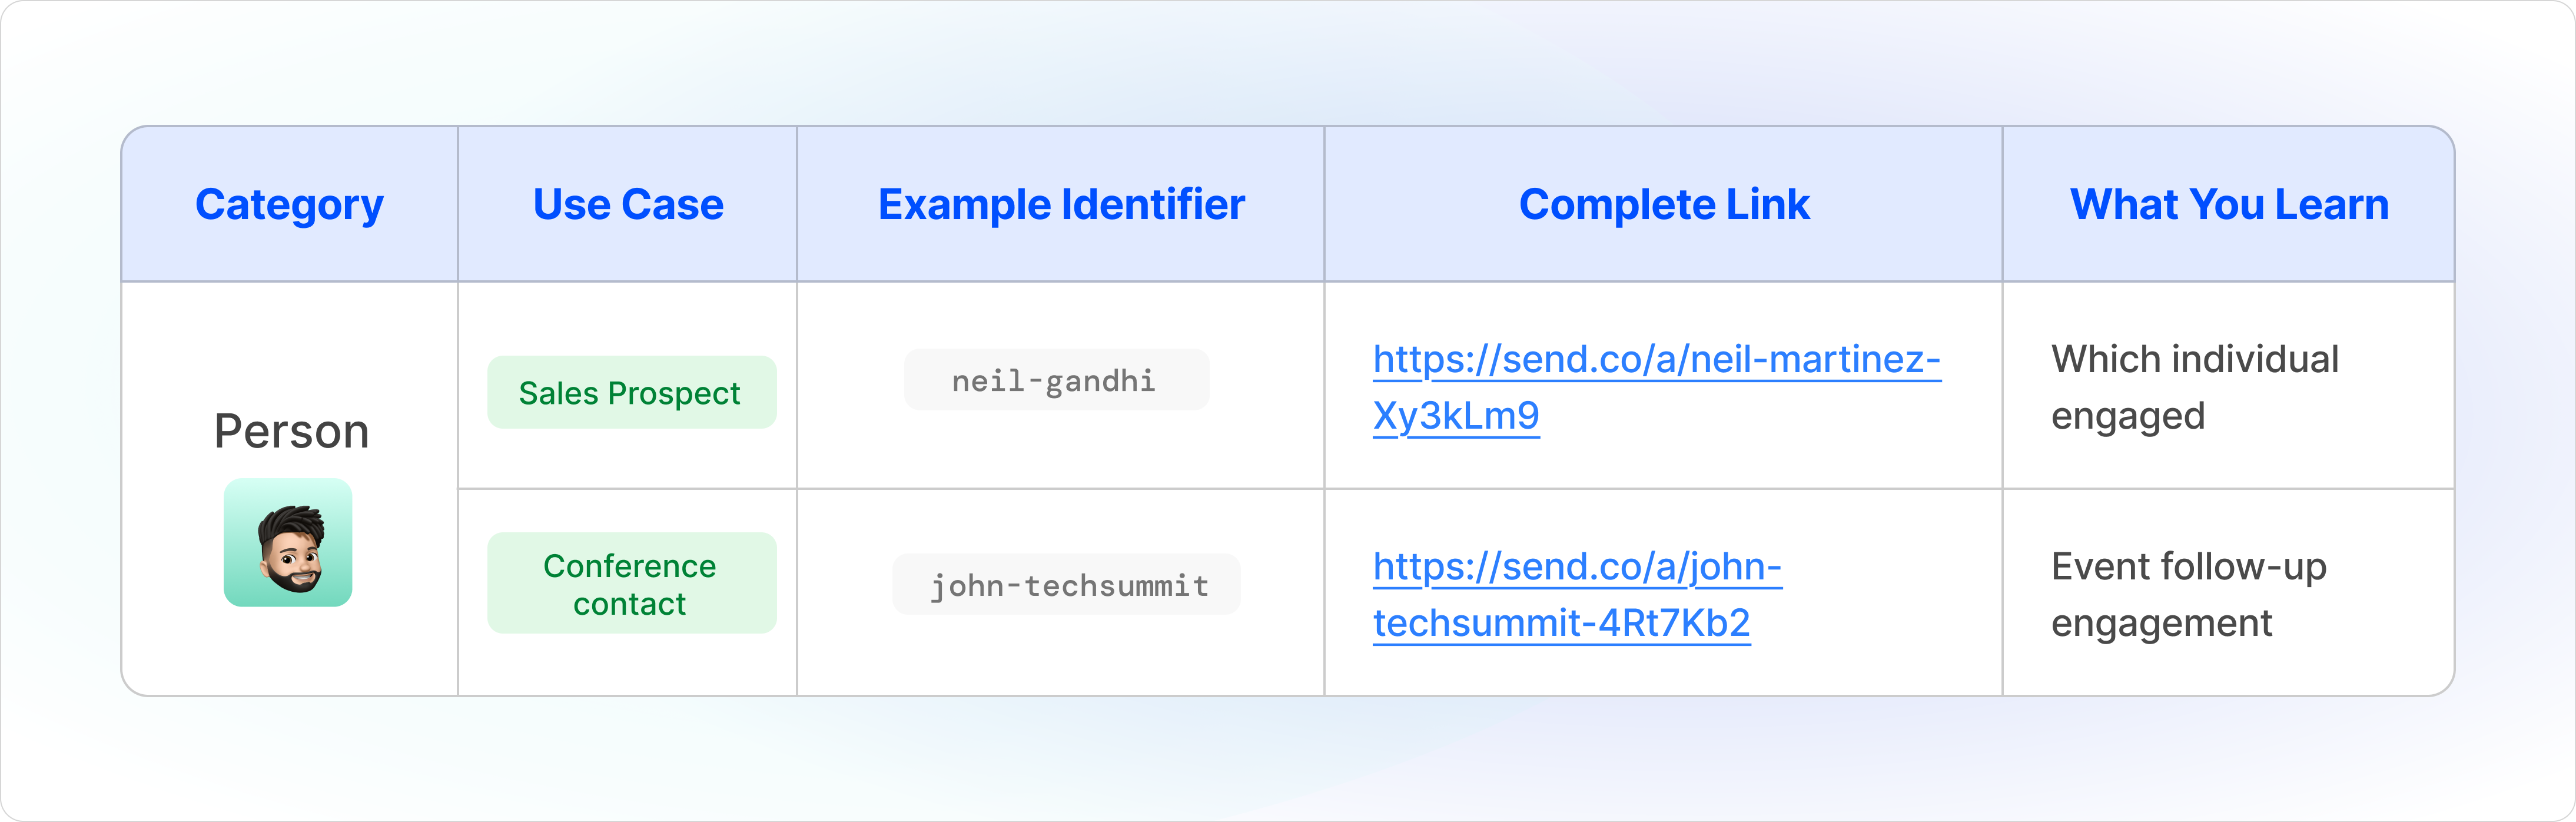 Category
Use Case
Example Identifier
Complete Link
What You Learn
Person
Sales Prospect
neil-gandhi
https://send.co/a/neil-martinez-
Xy3kLm9
Which individual
engaged
Conference
contact
john-techsummit
https://send.co/a/john-
techsummit-4Rt7Kb2
Event follow-up
engagement